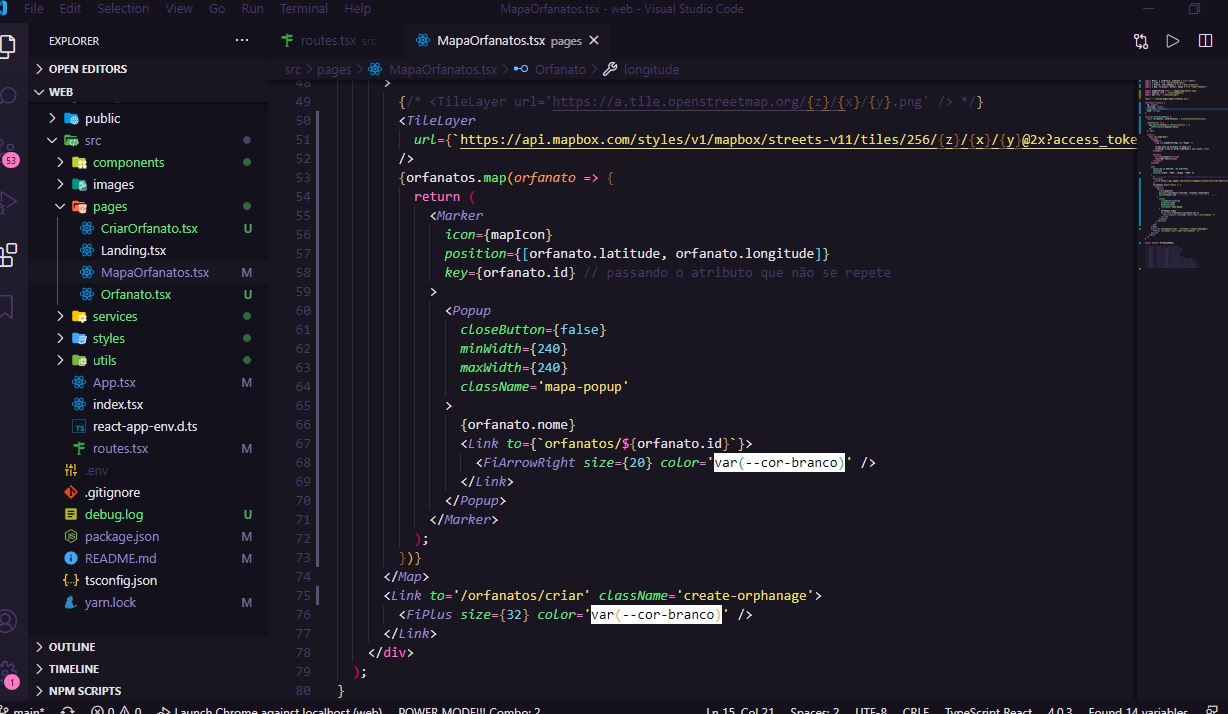 File Edit Selection View Go Run Terminal Help MapaOrfanatos.tsx - web - Visual Studio Code
EXPLORER
OPEN EDITORS
WEB
public
src
components
images
pages
CriarOrfanato.tsx U
Landing.tsx
MapaOrfanatos.tsx M
Orfanato.tsx U
services
styles
utils
App.tsx M
index.tsx
react-app-env.d.ts
routes.tsx M
.env
.gitignore
debug.log U
package.json M
README.md M
tsconfig.json
yarn.lock M
OUTLINE
TIMELINE
NPM SCRIPTS
53
1
routes.tsx src MapaOrfanatos.tsx pages
src > pages > MapaOrfanatos.tsx > Orfanato > longitude
48 >
49 {/* <TileLayer url='https://a.tile.openstreetmap.org/{z}/{x}/{y}.png' /> */}
50 <TileLayer
51 url={`https://api.mapbox.com/styles/v1/mapbox/streets-v11/tiles/256/{z}/{x}/{y}@2x?access_toke
52 />
53 {orfanatos.map(orfanato => {
54 return (
55 <Marker
56 icon={mapIcon}
57 position={[orfanato.latitude, orfanato.longitude]}
58 key={orfanato.id} // passando o atributo que não se repete
59 >
60 <Popup
61 closeButton={false}
62 minWidth={240}
63 maxWidth={240}
64 className='mapa-popup'
65 >
66 {orfanato.nome}
67 <Link to={`orfanatos/${orfanato.id}`}>
68 <FiArrowRight size={20} color='var(--cor-branco)' />
69 </Link>
70 </Popup>
71 </Marker>
72 );
73 })}
74 </Map>
75 <Link to='/orfanatos/criar' className='create-orphanage'>
76 <FiPlus size={32} color='var(--cor-branco)' />
77 </Link>
78 </div>
79 );
80 }
main* 0 0 Launch Chrome against localhost (web) POWER MODE!!! Combo: 2 Ln 15, Col 21 Spaces: 2 UTF-8 CRLF TypeScript React 4.0.3 Found 14 variables